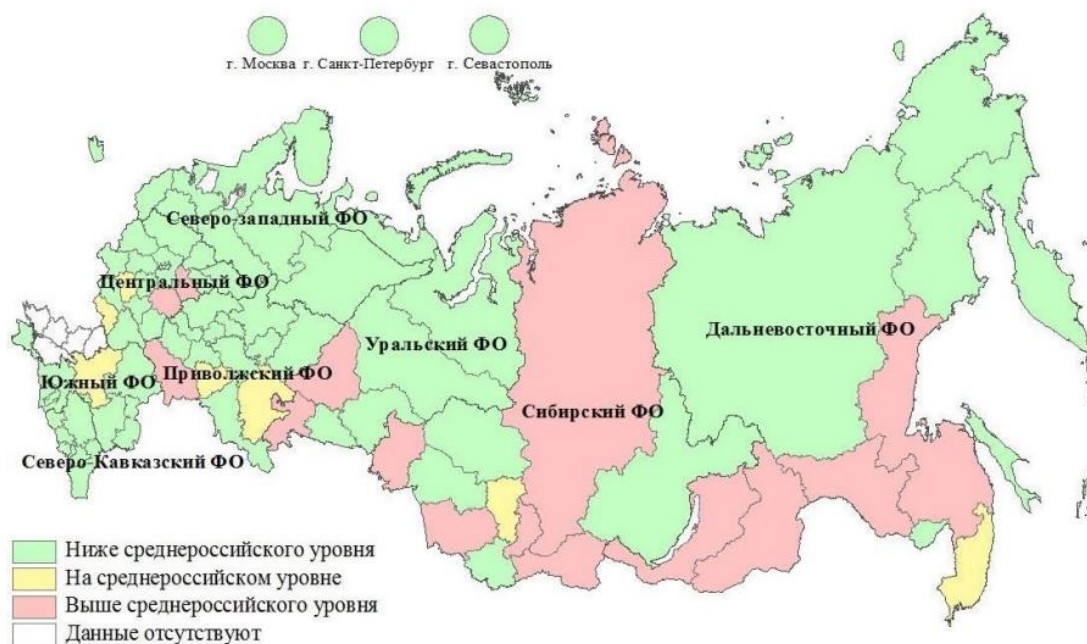 г. Москва г. Санкт-Петербург г. Севастополь
Северо-западный ФО
Центральный ФО
Дальневосточный ФО
Уральский ФО
Южный ФО
Приволжский ФО
Сибирский ФО
Северо-Кавказский ФО
Ниже среднероссийского уровня
На среднероссийском уровне
Выше среднероссийского уровня
Данные отсутствуют